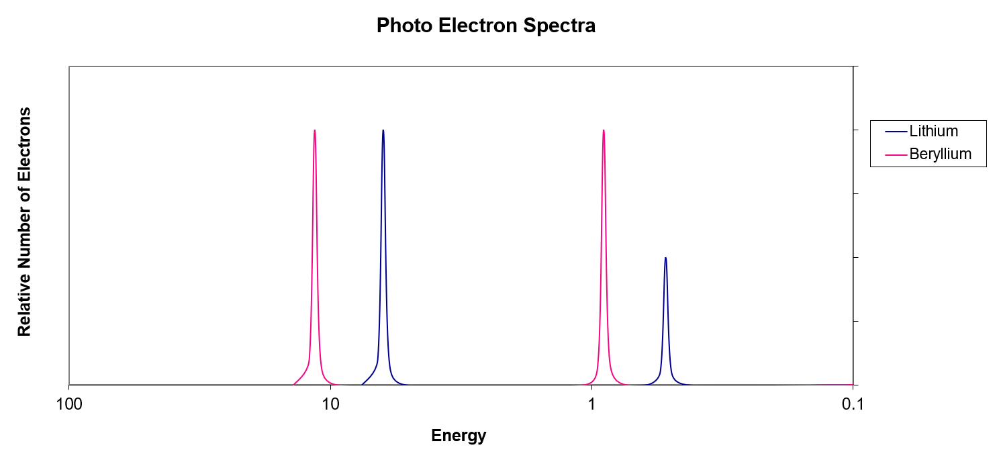 Photo Electron Spectra
Relative Number of Electrons
Lithium
Beryllium
100
10
1
0.1
Energy